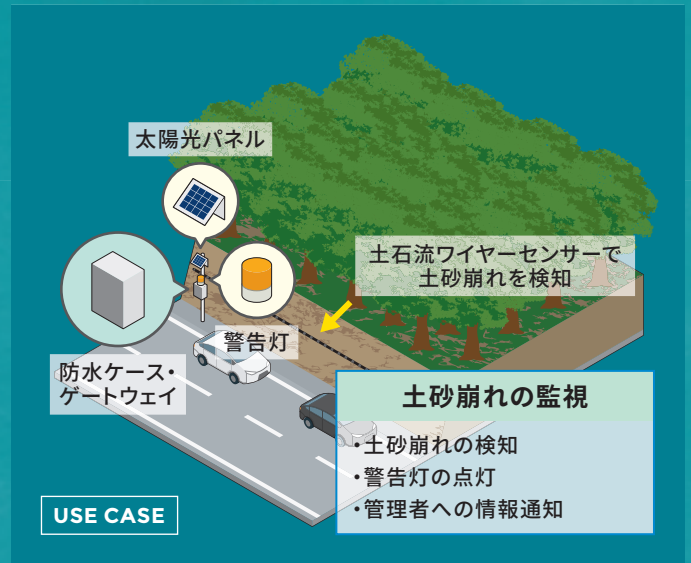 太陽光パネル
土石流ワイヤーセンサーで
土砂崩れを検知
警告灯
防水ケース・
ゲートウェイ
土砂崩れの監視
・土砂崩れの検知
・警告灯の点灯
・管理者への情報通知
USE CASE